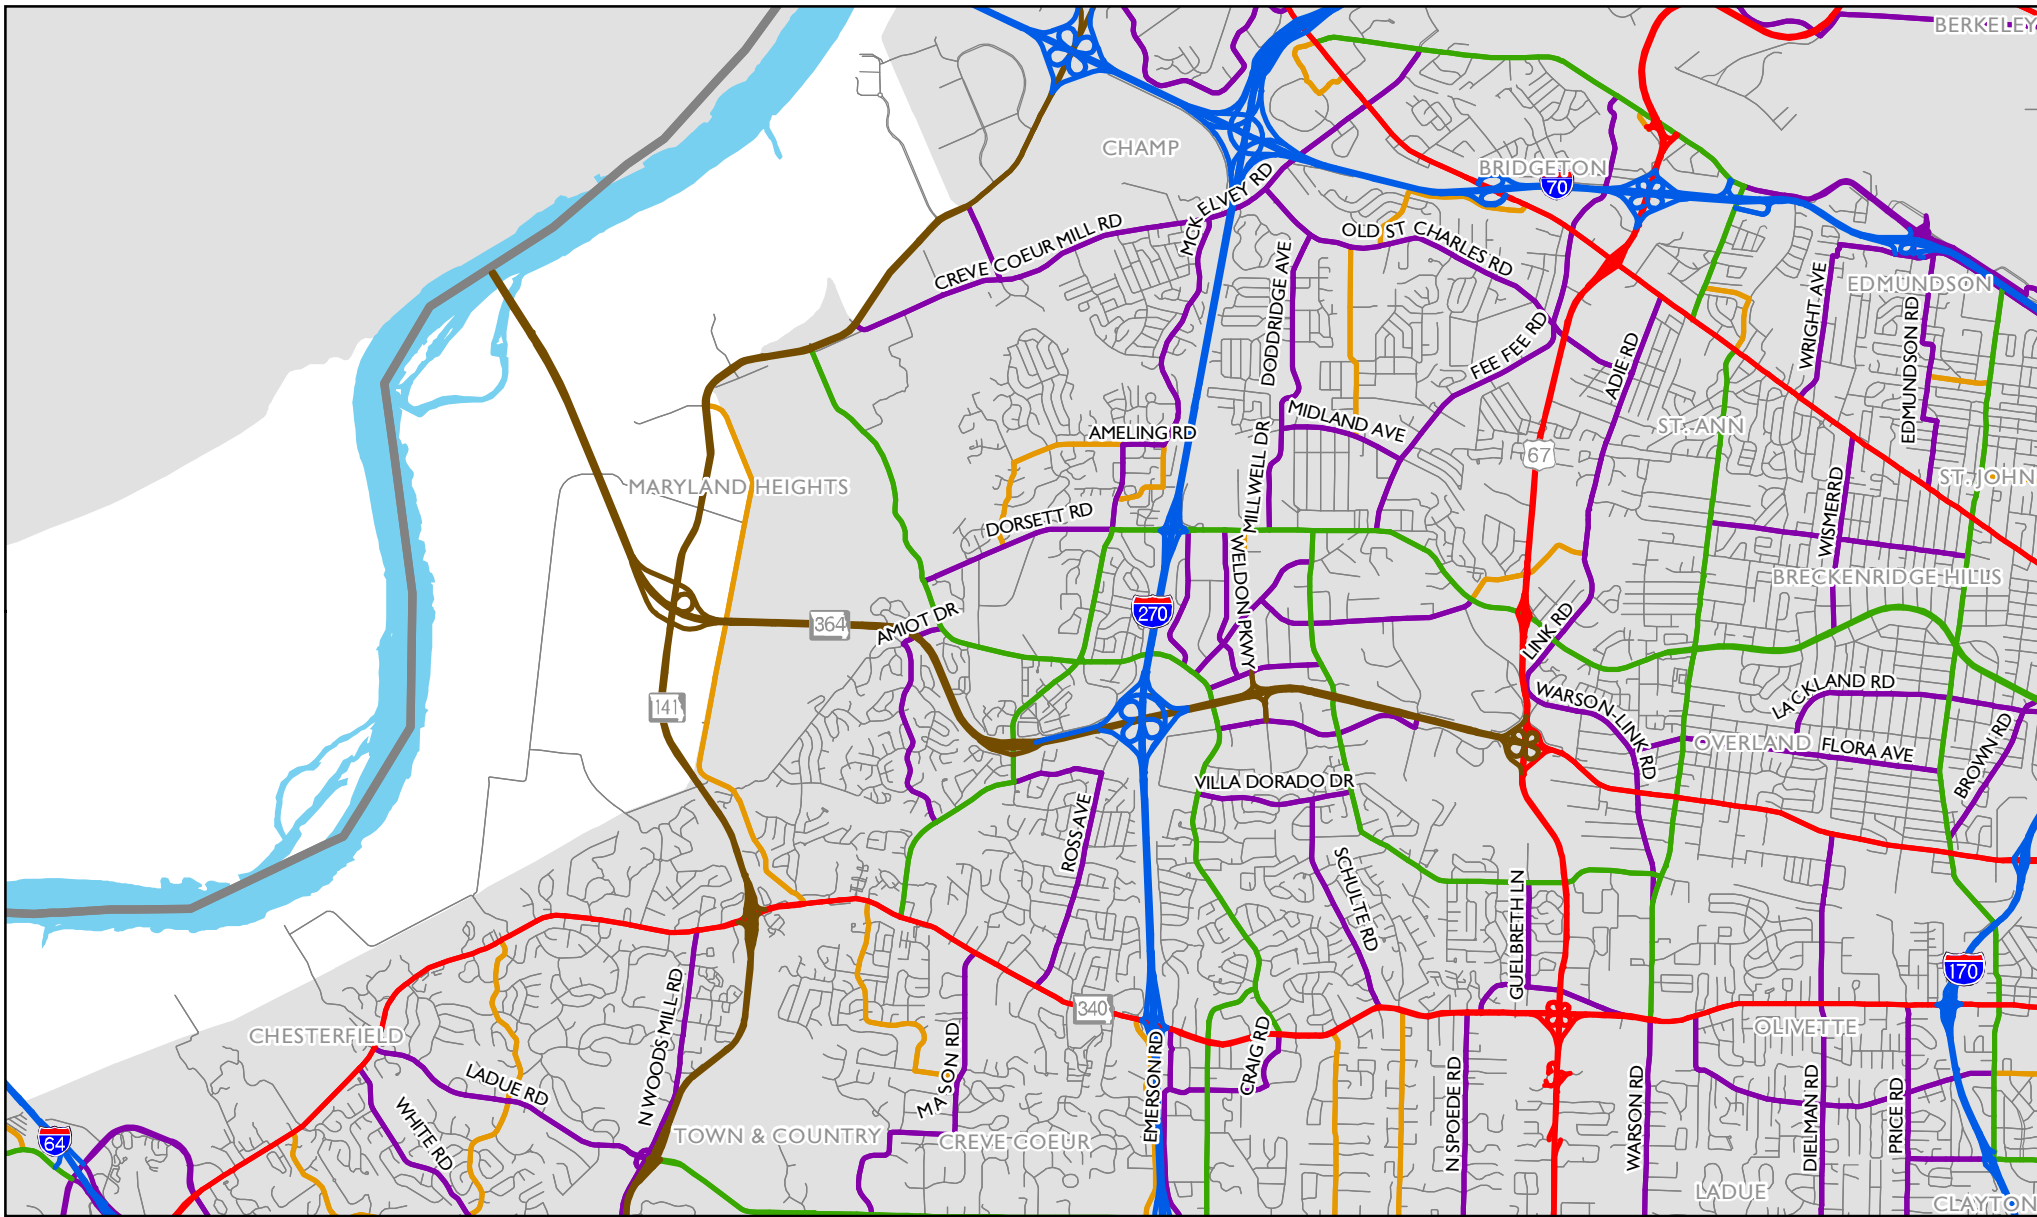 BERKELEY
CHAMP
BRIDGETON
70
MCKELVEY RD
CREVE COEUR MILL RD
OLD ST CHARLES RD
DODDRIDGE AVE
WRIGHT AVE
EDMUNDSON
EDMUNDSON RD
FEE FEE RD
ADIE RD
MIDLAND AVE
AMELING RD
ST. ANN
67
MILLWELL DR
MARYLAND HEIGHTS
ST. JOHN
WISMER RD
DORSETT RD
WELDON PKWY
BRECKENRIDGE HILLS
270
364
AMIOT DR
LINK RD
141
WARSON-LINK RD
LACKLAND RD
OVERLAND
FLORA AVE
BROWN RD
VILLA DORADO DR
ROSS AVE
SCHULTE RD
GUELBRETH LN
170
N WOODS MILL RD
340
CHESTERFIELD
OLIVETTE
MASON RD
EMERSON RD
CRAIG RD
LADUE RD
WHITE RD
N SPOEDE RD
WARSON RD
DIELMAN RD
PRICE RD
64
TOWN & COUNTRY
CREVE COEUR
LADUE
CLAYTON